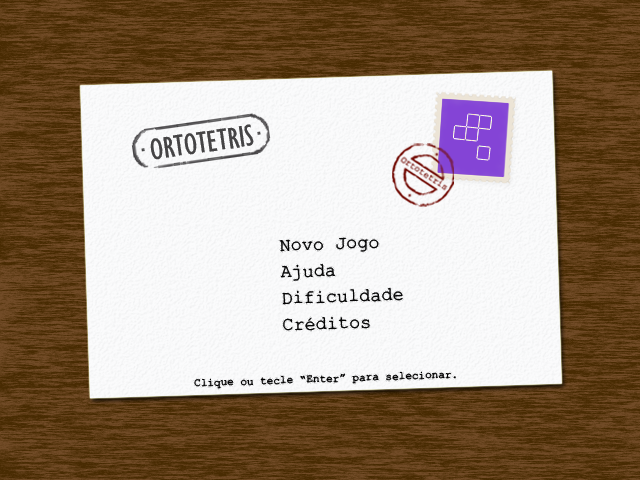 ORTOTETRIS
Ortotetris
Novo Jogo
Ajuda
Dificuldade
Créditos
Clique ou tecle “Enter” para selecionar.